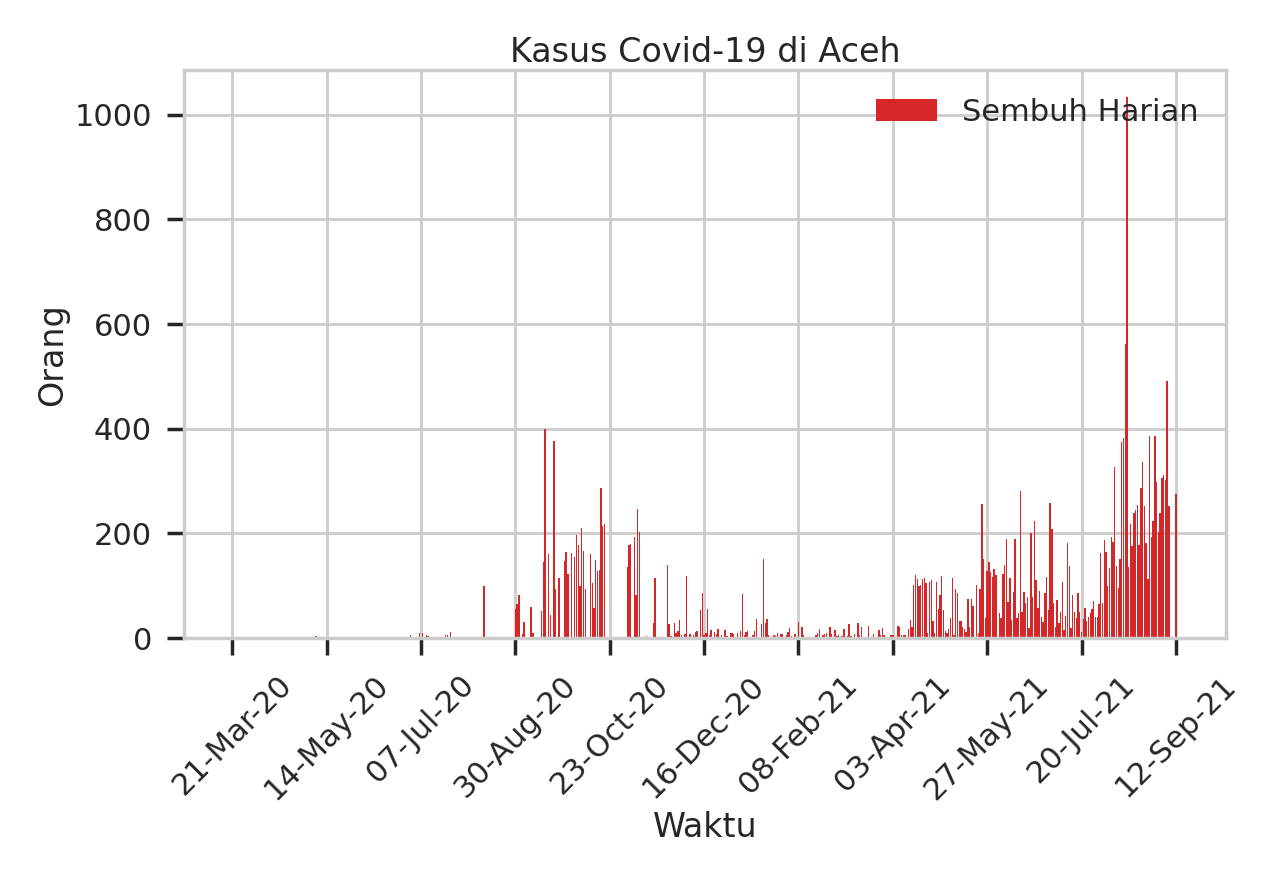 Kasus Covid-19 di Aceh
Sembuh Harian
Orang
1000
800
600
400
200
0
21-Mar-20
14-May-20
07-Jul-20
30-Aug-20
23-Oct-20
16-Dec-20
08-Feb-21
03-Apr-21
27-May-21
20-Jul-21
12-Sep-21
Waktu